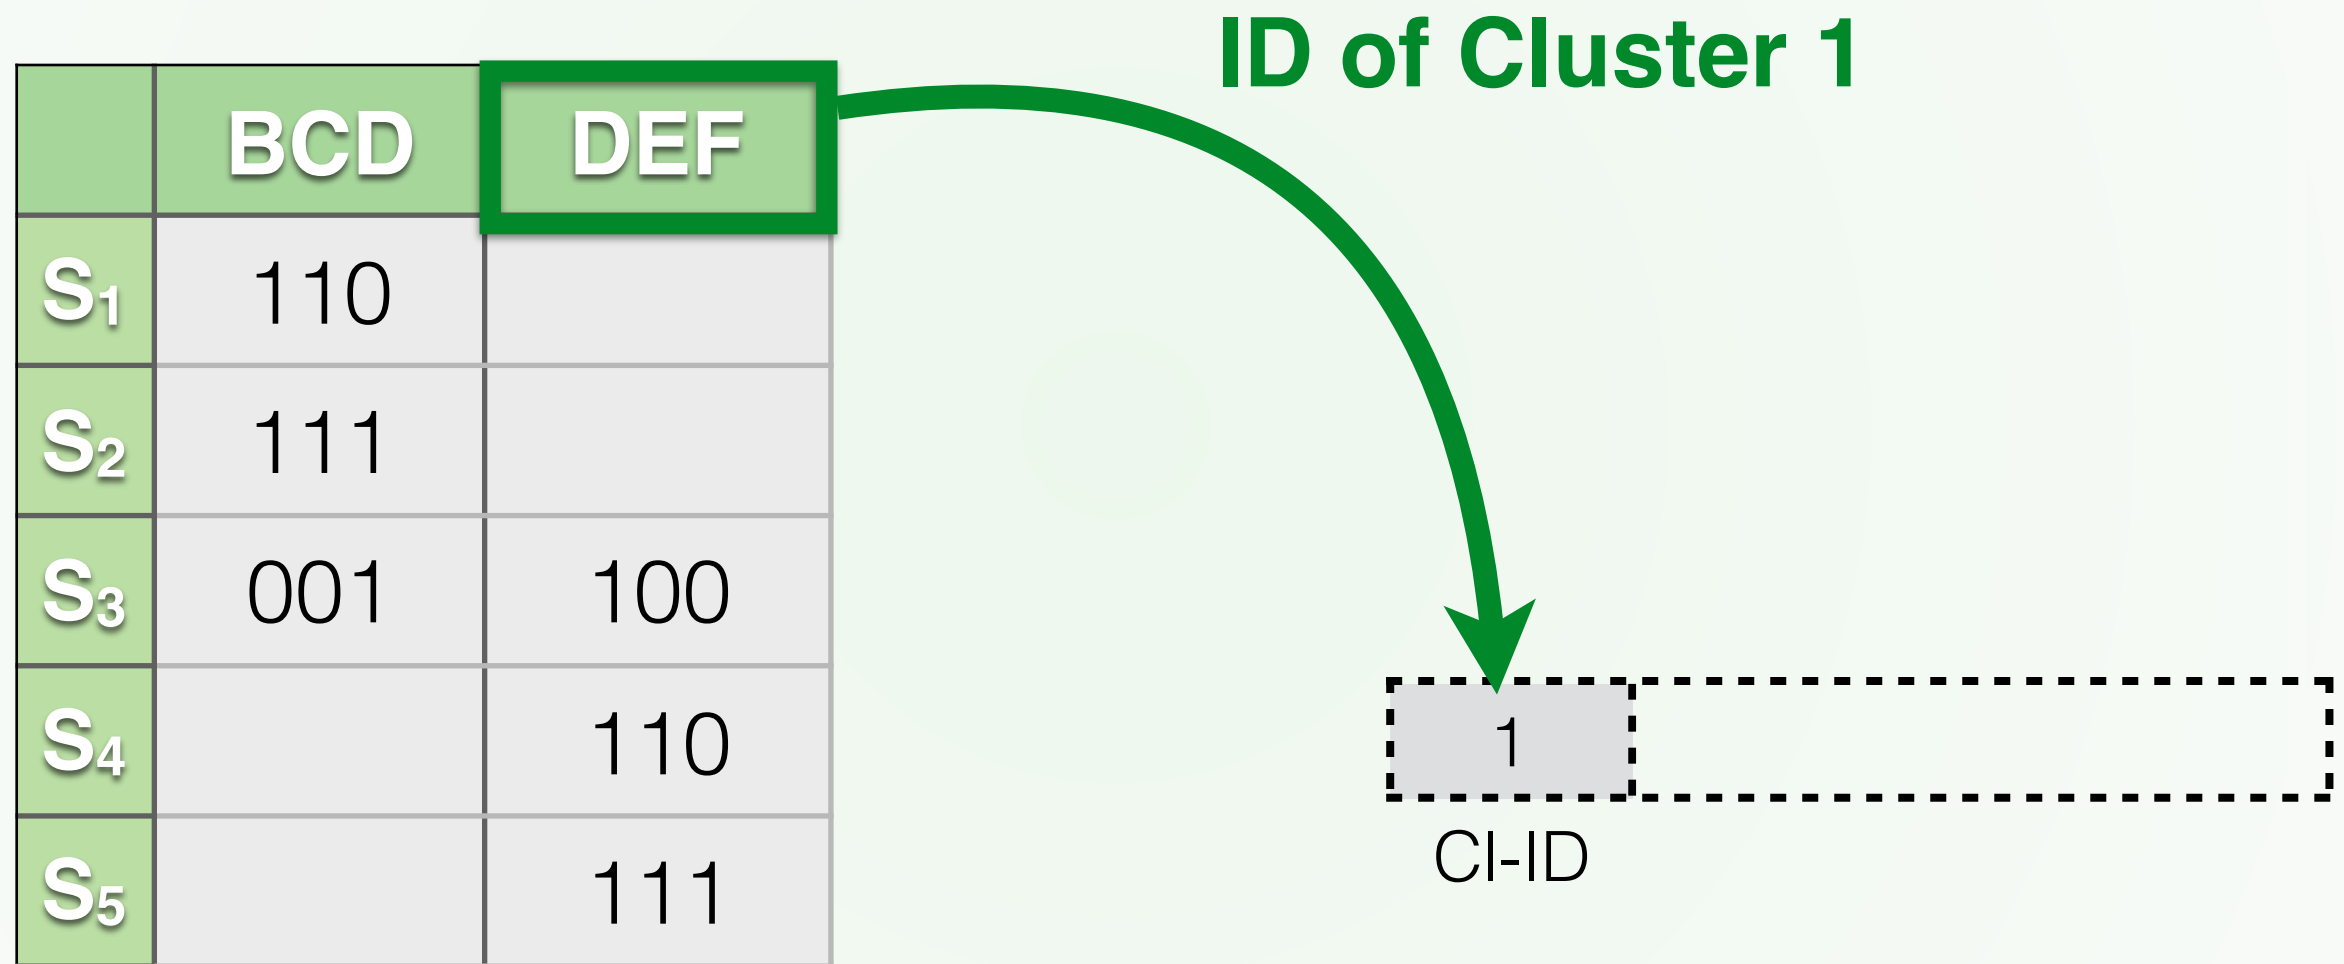 ID of Cluster 1
BCD DEF
S1 110
S2 111
S3 001 100
S4 110
S5 111
1
CI-ID